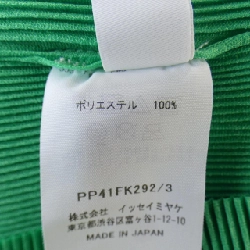 ポリエステル 100%
PP41FK292/3
株式会社 イッセイミヤケ
東京都渋谷区富ヶ谷1-12-10
MADE IN JAPAN